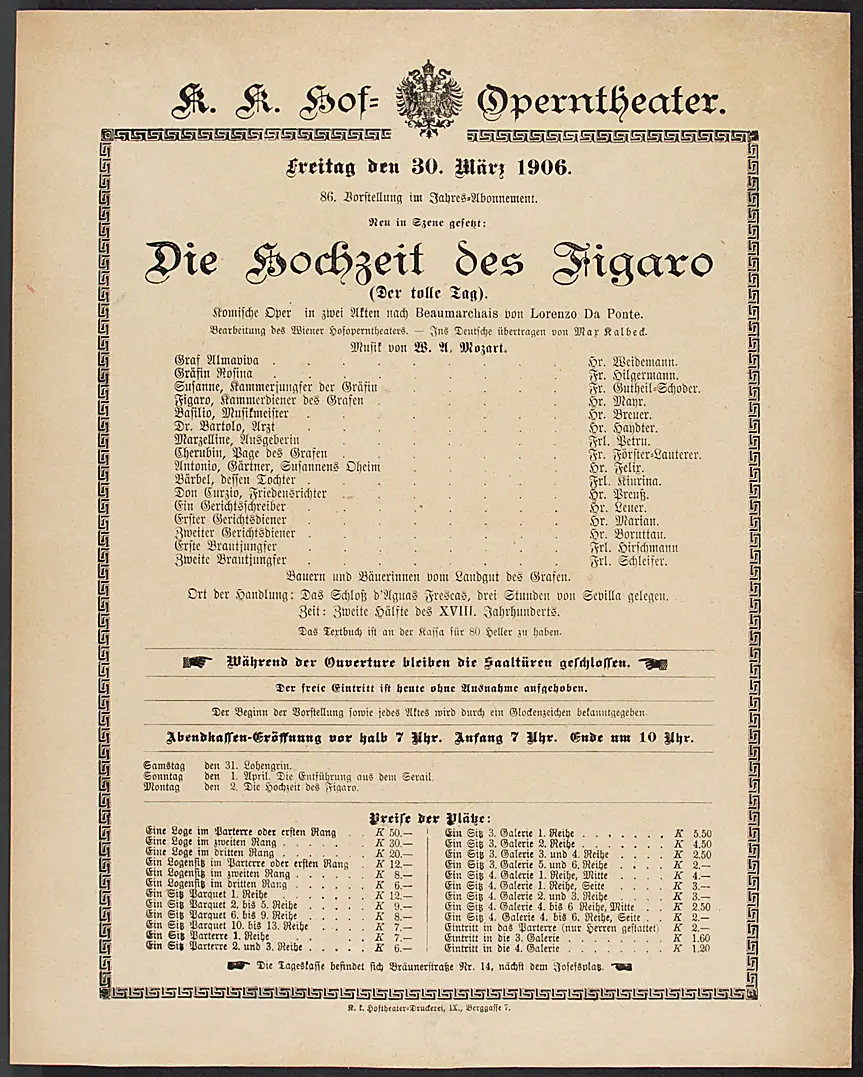 K. K. Hof= Operntheater.
Freitag den 30. März 1906.
86. Vorstellung im Jahres=Abonnement.
Neu in Szene gesetzt:
Die Hochzeit des Figaro
(Der tolle Tag).
Komische Oper in zwei Akten nach Beaumarchais von Lorenzo Da Ponte.
Bearbeitung des Wiener Hofoperntheaters. — Ins Deutsche übertragen von Max Kalbeck.
Musik von W. A. Mozart.
Graf Almaviva . . . . . . . . . Hr. Weidemann.
Gräfin Rosina . . . . . . . . . Fr. Hilgermann.
Susanne, Kammerjungfer der Gräfin . . . . . . Fr. Gutheil=Schoder.
Figaro, Kammerdiener des Grafen . . . . . . . Hr. Mayr.
Basilio, Musikmeister . . . . . . . . Hr. Breuer.
Dr. Bartolo, Arzt . . . . . . . . Hr. Haydter.
Marzelline, Ausgeberin . . . . . . . Frl. Petru.
Cherubin, Page des Grafen . . . . . . . Fr. Förster=Lauterer.
Antonio, Gärtner, Susannens Oheim . . . . . Hr. Felix.
Bärbel, dessen Tochter . . . . . . . . Frl. Kiurina.
Don Curzio, Friedensrichter . . . . . . . Hr. Preuß.
Ein Gerichtsschreiber . . . . . . . . Hr. Leuer.
Erster Gerichtsdiener . . . . . . . . Hr. Marian.
Zweiter Gerichtsdiener . . . . . . . . Hr. Boruttau.
Erste Brautjungfer . . . . . . . . Frl. Hirschmann
Zweite Brautjungfer . . . . . . . . Frl. Schleifer.
Bauern und Bäuerinnen vom Landgut des Grafen.
Ort der Handlung: Das Schloß d'Aguas Frescas, drei Stunden von Sevilla gelegen.
Zeit: Zweite Hälfte des XVIII. Jahrhunderts.
Das Textbuch ist an der Kassa für 80 Heller zu haben.
Während der Ouverture bleiben die Saaltüren geschlossen.
Der freie Eintritt ist heute ohne Ausnahme aufgehoben.
Der Beginn der Vorstellung sowie jedes Aktes wird durch ein Glockenzeichen bekanntgegeben.
Abendkassen=Eröffnung vor halb 7 Uhr. Anfang 7 Uhr. Ende um 10 Uhr.
Samstag den 31. Lohengrin.
Sonntag den 1. April. Die Entführung aus dem Serail.
Montag den 2. Die Hochzeit des Figaro.
Preise der Plätze:
Eine Loge im Parterre oder ersten Rang . . K 50.—
Eine Loge im zweiten Rang . . . . . K 30.—
Eine Loge im dritten Rang . . . . . K 20.—
Ein Logensitz im Parterre oder ersten Rang . K 12.—
Ein Logensitz im zweiten Rang . . . . . K 8.—
Ein Logensitz im dritten Rang . . . . . K 6.—
Ein Sitz Parquet 1. Reihe . . . . . . K 12.—
Ein Sitz Parquet 2. bis 5. Reihe . . . . . K 9.—
Ein Sitz Parquet 6. bis 9. Reihe . . . . . K 8.—
Ein Sitz Parquet 10. bis 13. Reihe . . . . K 7.—
Ein Sitz Parterre 1. Reihe . . . . . . K 7.—
Ein Sitz Parterre 2. und 3. Reihe . . . . . K 6.—
Ein Sitz 3. Galerie 1. Reihe . . . . . . . K 5.50
Ein Sitz 3. Galerie 2. Reihe . . . . . . . K 4.50
Ein Sitz 3. Galerie 3. und 4. Reihe . . . . K 2.50
Ein Sitz 3. Galerie 5. und 6. Reihe . . . . K 2.—
Ein Sitz 4. Galerie 1. Reihe, Mitte . . . . K 4.—
Ein Sitz 4. Galerie 1. Reihe, Seite . . . . K 3.—
Ein Sitz 4. Galerie 2. und 3. Reihe . . . . K 3.—
Ein Sitz 4. Galerie 4. bis 6 Reihe, Mitte . . K 2.50
Ein Sitz 4. Galerie 4. bis 6. Reihe, Seite . . K 2.—
Eintritt in das Parterre (nur Herren gestattet) K 2.—
Eintritt in die 3. Galerie . . . . . . . K 1.60
Eintritt in die 4. Galerie . . . . . . . K 1.20
Die Tageskasse befindet sich Bräunerstraße Nr. 14, nächst dem Josefsplatz.
K. k. Hoftheater=Druckerei, IX., Berggasse 7.